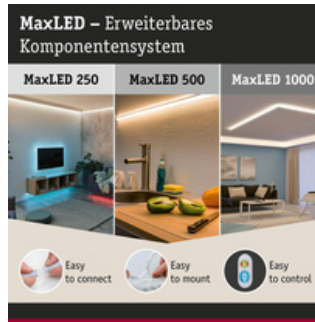 MaxLED – Erweiterbares
Komponentensystem
MaxLED 250
MaxLED 500
MaxLED 1000
Easy
to connect
Easy
to mount
Easy
to control